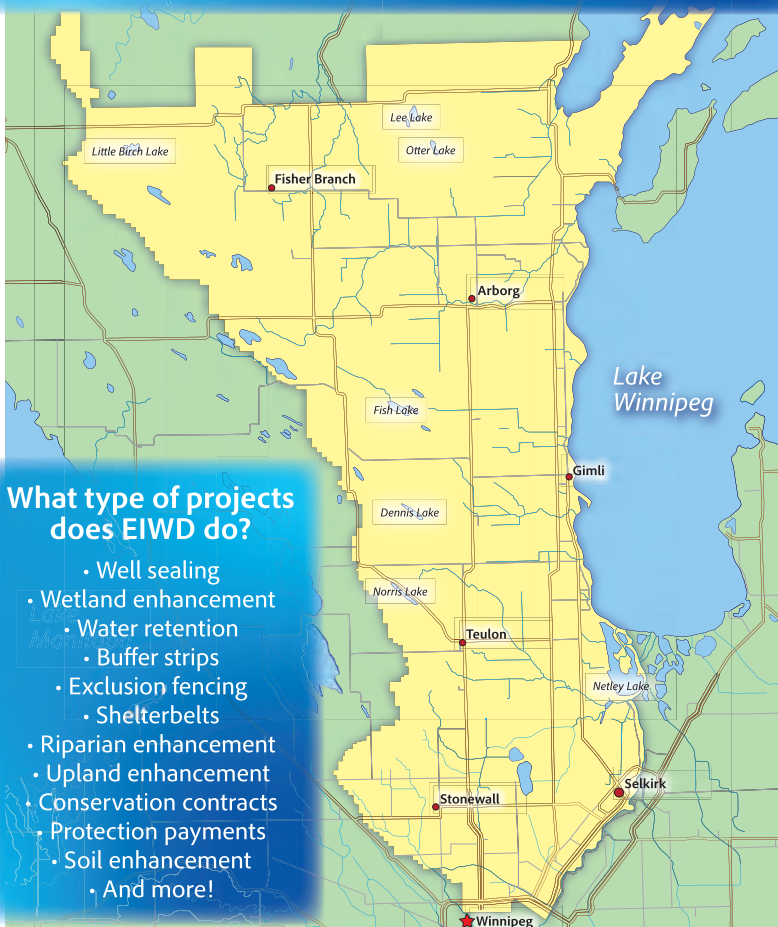 Lee Lake
Little Birch Lake
Otter Lake
Fisher Branch
Arborg
Lake
Winnipeg
Fish Lake
Gimli
Dennis Lake
Norris Lake
Teulon
Netley Lake
Selkirk
Stonewall
Winnipeg
What type of projects
does EIWD do?
• Well sealing
• Wetland enhancement
• Water retention
• Buffer strips
• Exclusion fencing
• Shelterbelts
• Riparian enhancement
• Upland enhancement
• Conservation contracts
• Protection payments
• Soil enhancement
• And more!